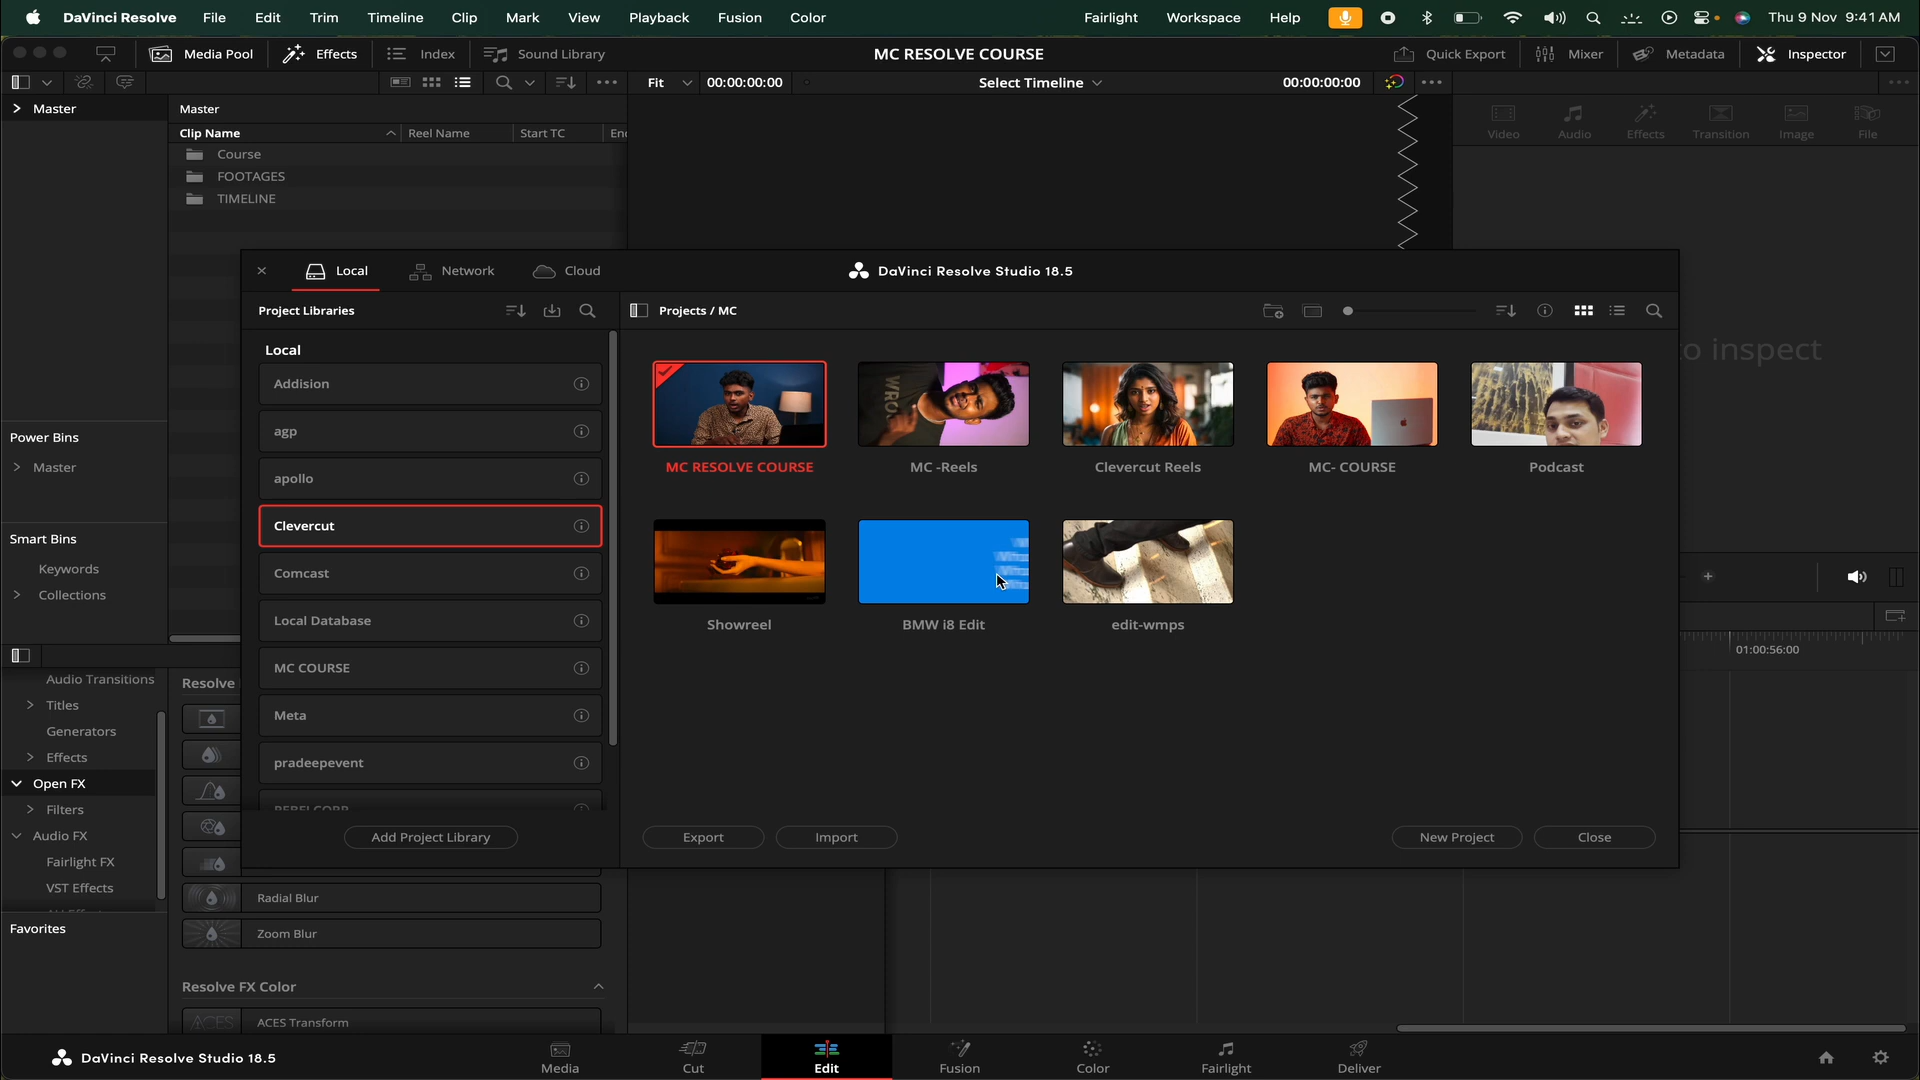 DaVinci Resolve File Edit Trim Timeline Clip Mark View Playback Fusion Color Fairlight Workspace Help Thu 9 Nov 9:41 AM
Media Pool Effects Index Sound Library MC RESOLVE COURSE Quick Export Mixer Metadata Inspector
Fit 00:00:00:00 Select Timeline 00:00:00:00
Master
Master
Clip Name Reel Name Start TC
Course
FOOTAGES
TIMELINE
Video Audio Effects Transition Image File
to inspect
Local Network Cloud DaVinci Resolve Studio 18.5
Project Libraries
Projects / MC
Local
Addision
agp
apollo
Clevercut
Comcast
Local Database
MC COURSE
Meta
pradeepevent
Add Project Library
MC RESOLVE COURSE MC -Reels Clevercut Reels MC- COURSE Podcast
Showreel BMW i8 Edit edit-wmps
Export Import New Project Close
Power Bins
Master
Smart Bins
Keywords
Collections
Audio Transitions
Titles
Generators
Effects
Open FX
Filters
Audio FX
Fairlight FX
VST Effects
Favorites
Resolve
Radial Blur
Zoom Blur
Resolve FX Color
ACES ACES Transform
01:00:56:00
DaVinci Resolve Studio 18.5
Media Cut Edit Fusion Color Fairlight Deliver